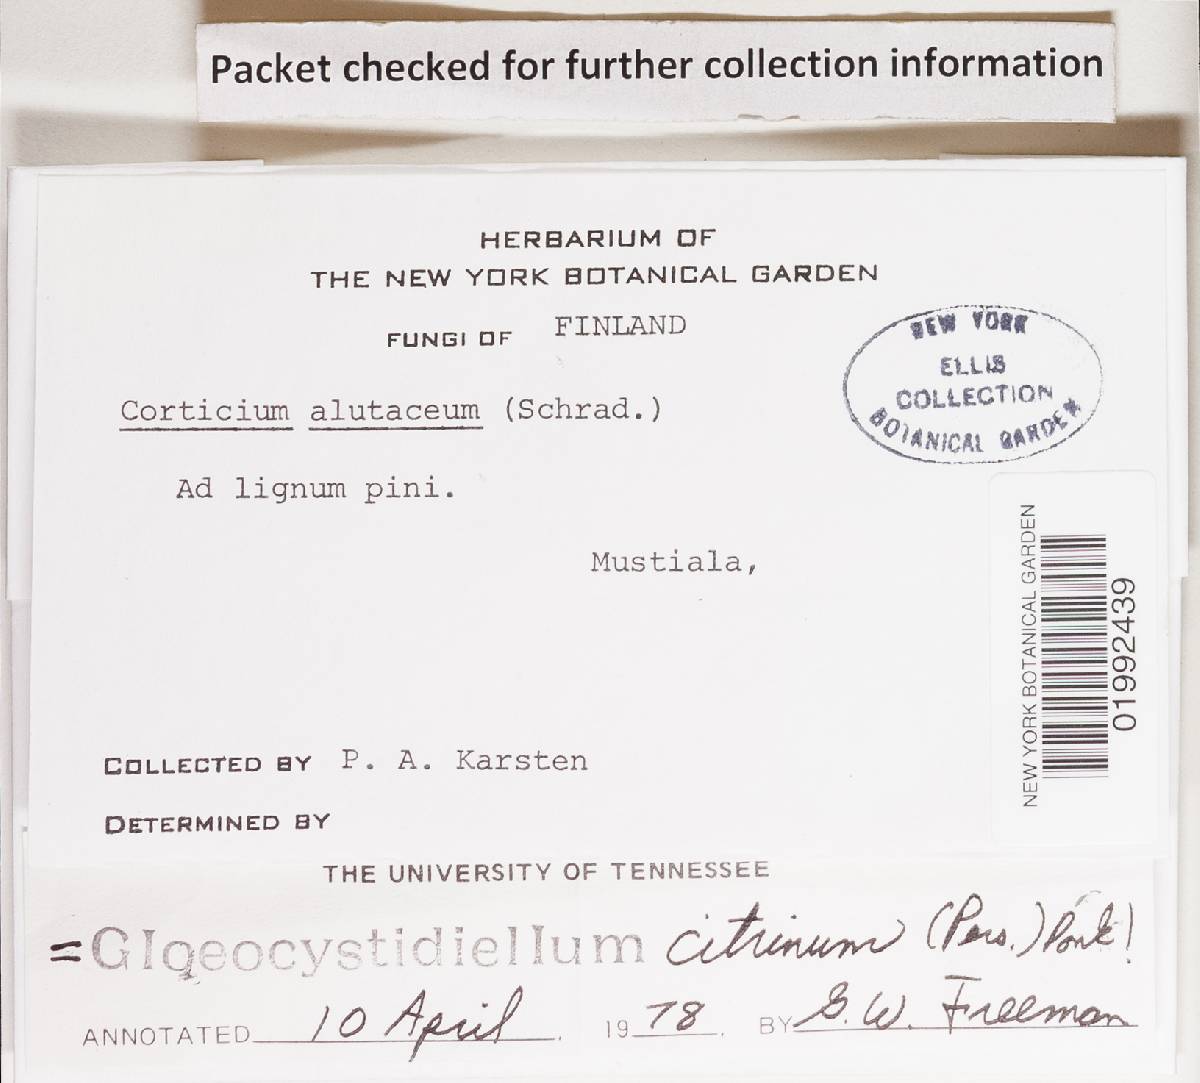 Packet checked for further collection information
HERBARIUM OF
THE NEW YORK BOTANICAL GARDEN
FUNGI OF FINLAND
NEW YORK
ELLIS
COLLECTION
BOTANICAL GARDEN
Corticium alutaceum (Schrad.)
Ad lignum pini.
Mustiala,
NEW YORK BOTANICAL GARDEN
01992439
COLLECTED BY P. A. Karsten
DETERMINED BY
THE UNIVERSITY OF TENNESSEE
=Gloeocystidiellum citrinum (Pers.) Donk!
ANNOTATED 10 April, 1978. BY G. W. Freeman